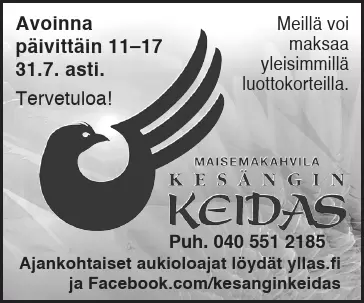 Avoinna
päivittäin 11–17
31.7. asti.
Tervetuloa!
Meillä voi
maksaa
yleisimmillä
luottokorteilla.
MAISEMAKAHVILA
KESÄNGIN
KEIDAS
Puh. 040 551 2185
Ajankohtaiset aukioloajat löydät yllas.fi
ja Facebook.com/kesanginkeidas